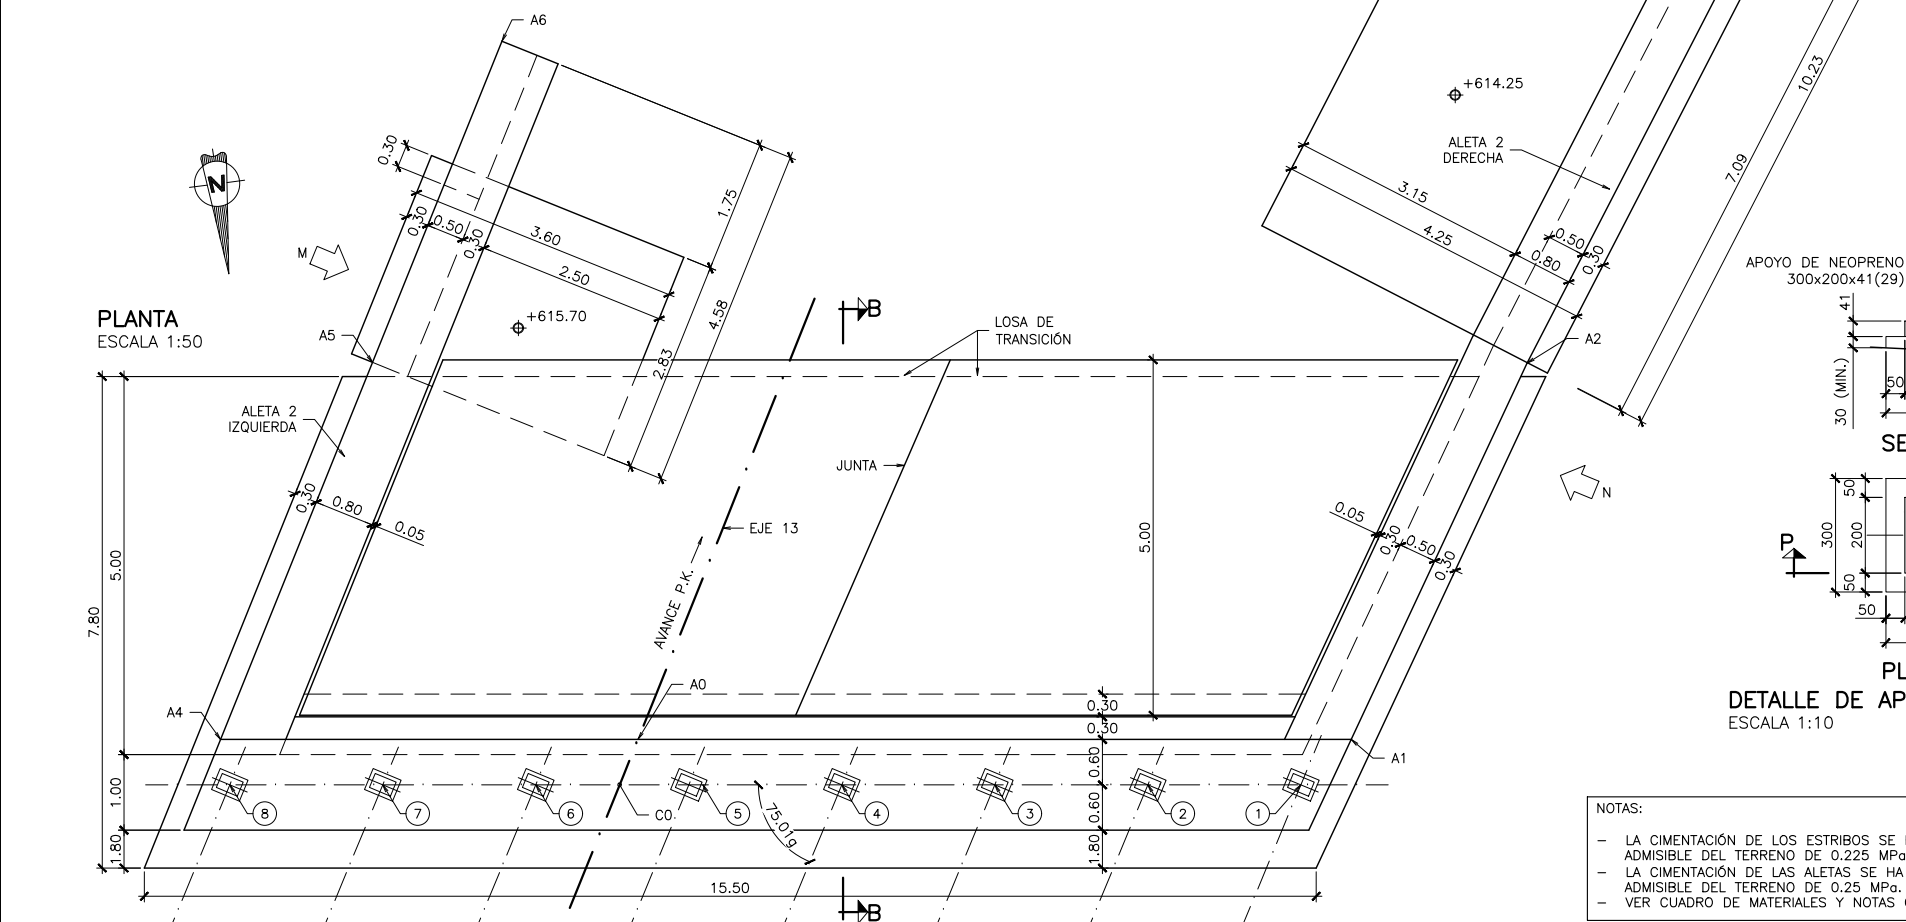 A6
+614.25
10.23
ALETA 2
DERECHA
7.09
0.30
N
1.75
3.15
4.25
0.30
0.50
0.30
3.60
2.50
0.50
0.80
0.30
M
APOYO DE NEOPRENO
300x200x41(29)
PLANTA
ESCALA 1:50
+615.70
4.58
2.83
B
LOSA DE
TRANSICIÓN
A5
A2
41
30 (MIN.)
50
ALETA 2
IZQUIERDA
SE
JUNTA
N
0.30
0.80
0.05
EJE 13
5.00
0.05
0.30
0.50
0.30
P
300
50
200
50
50
5.00
7.80
AVANCE P.K.
PL
DETALLE DE AP
ESCALA 1:10
A0
A4
0.30
0.30
A1
0.60
0.60
1.00
1.80
8
7
6
C0
5
75.01g
4
3
2
1
1.80
15.50
B
NOTAS:
- LA CIMENTACIÓN DE LOS ESTRIBOS SE
ADMISIBLE DEL TERRENO DE 0.225 MPa
- LA CIMENTACIÓN DE LAS ALETAS SE HA
ADMISIBLE DEL TERRENO DE 0.25 MPa.
- VER CUADRO DE MATERIALES Y NOTAS